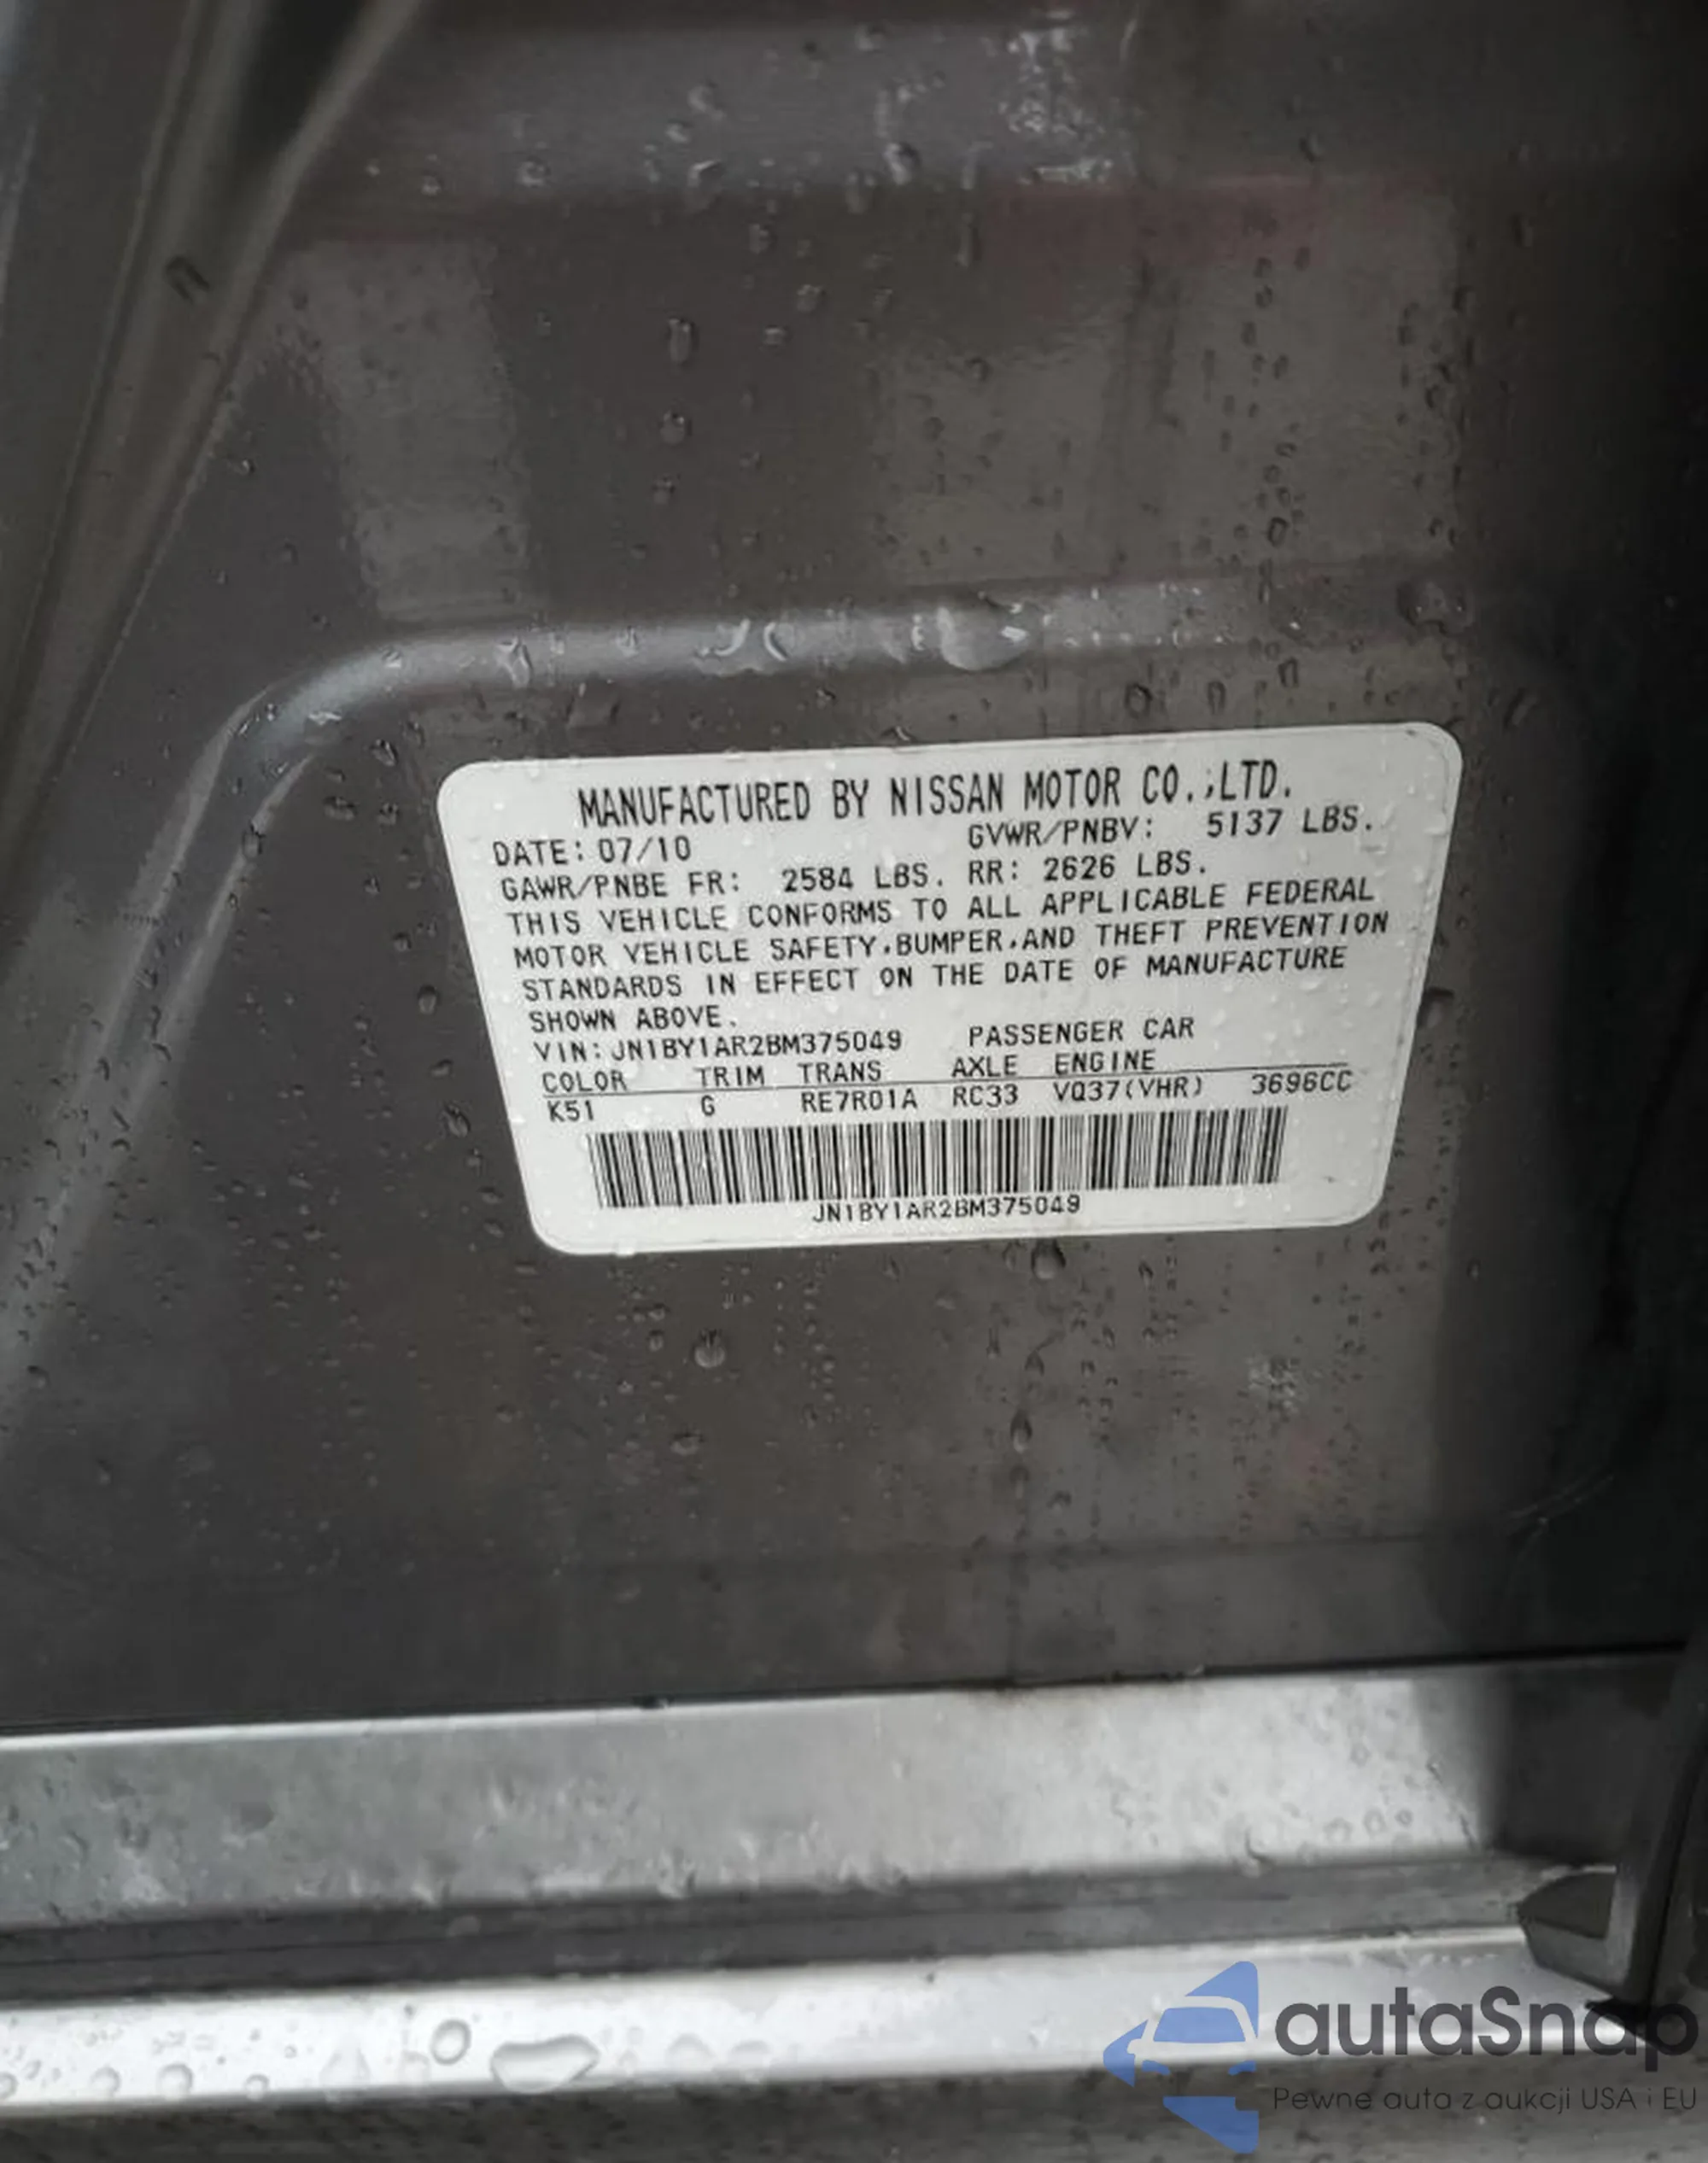 MANUFACTURED BY NISSAN MOTOR CO.,LTD.
DATE: 07/10 GVWR/PNBV: 5137 LBS.
GAWR/PNBE FR: 2584 LBS. RR: 2626 LBS.
THIS VEHICLE CONFORMS TO ALL APPLICABLE FEDERAL
MOTOR VEHICLE SAFETY,BUMPER,AND THEFT PREVENTION
STANDARDS IN EFFECT ON THE DATE OF MANUFACTURE
SHOWN ABOVE.
VIN: JN1BY1AR2BM375049 PASSENGER CAR
COLOR TRIM TRANS AXLE ENGINE
K51 G RE7R01A RC33 VQ37(VHR) 3696CC
JN1BY1AR2BM375049
autaSnap
Pewne auta z aukcji USA i EU